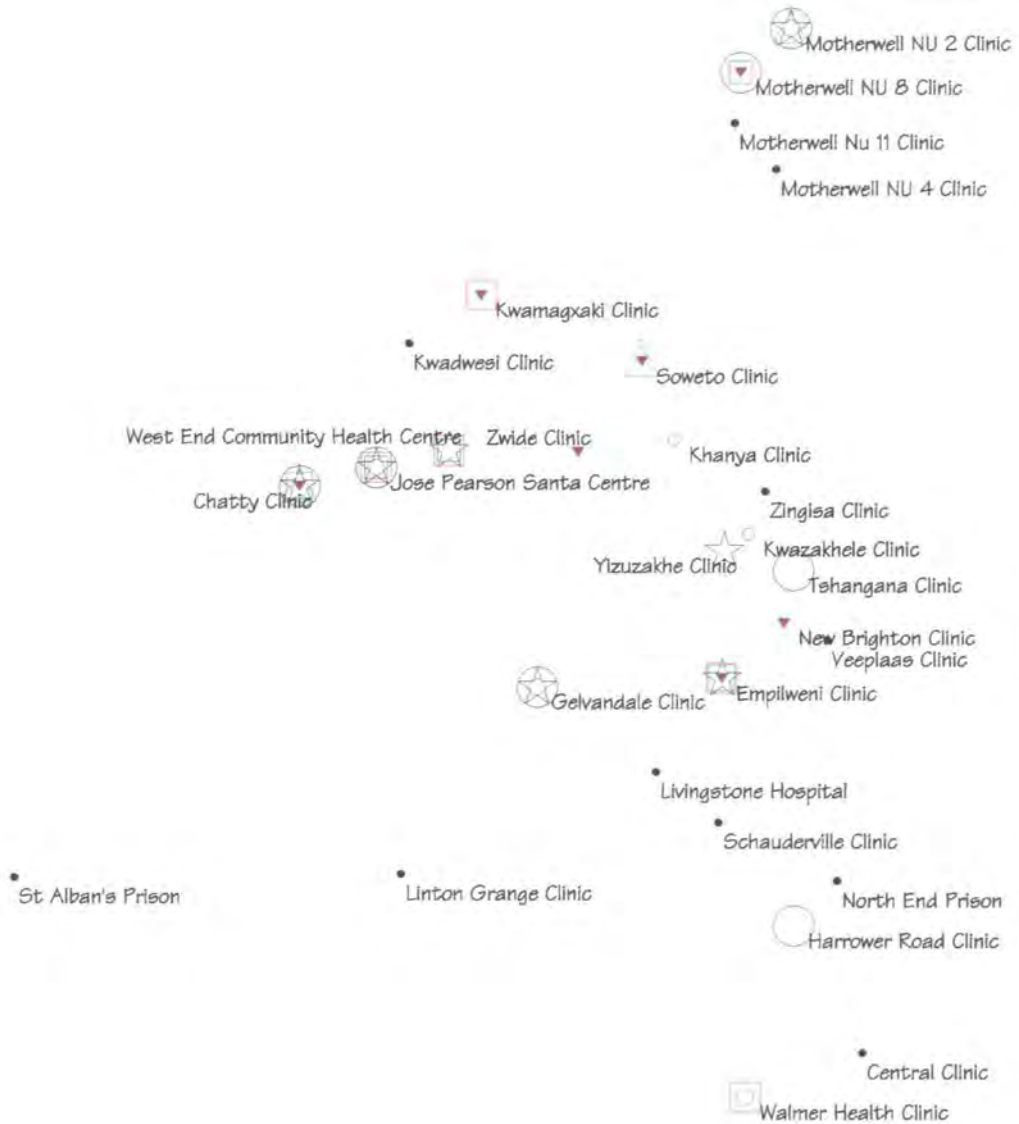 Motherwell NU 2 Clinic
Motherwell NU 8 Clinic
Motherwell Nu 11 Clinic
Motherwell NU 4 Clinic
Kwamagxaki Clinic
Kwadwesi Clinic
Soweto Clinic
West End Community Health Centre
Zwide Clinic
Khanya Clinic
Jose Pearson Santa Centre
Chatty Clinic
Zingisa Clinic
Kwazakhele Clinic
Yizuzakhe Clinic
Tshangana Clinic
New Brighton Clinic
Veeplaas Clinic
Empilweni Clinic
Gelvandale Clinic
Livingstone Hospital
Schauderville Clinic
St Alban's Prison
Linton Grange Clinic
North End Prison
Harrower Road Clinic
Central Clinic
Walmer Health Clinic